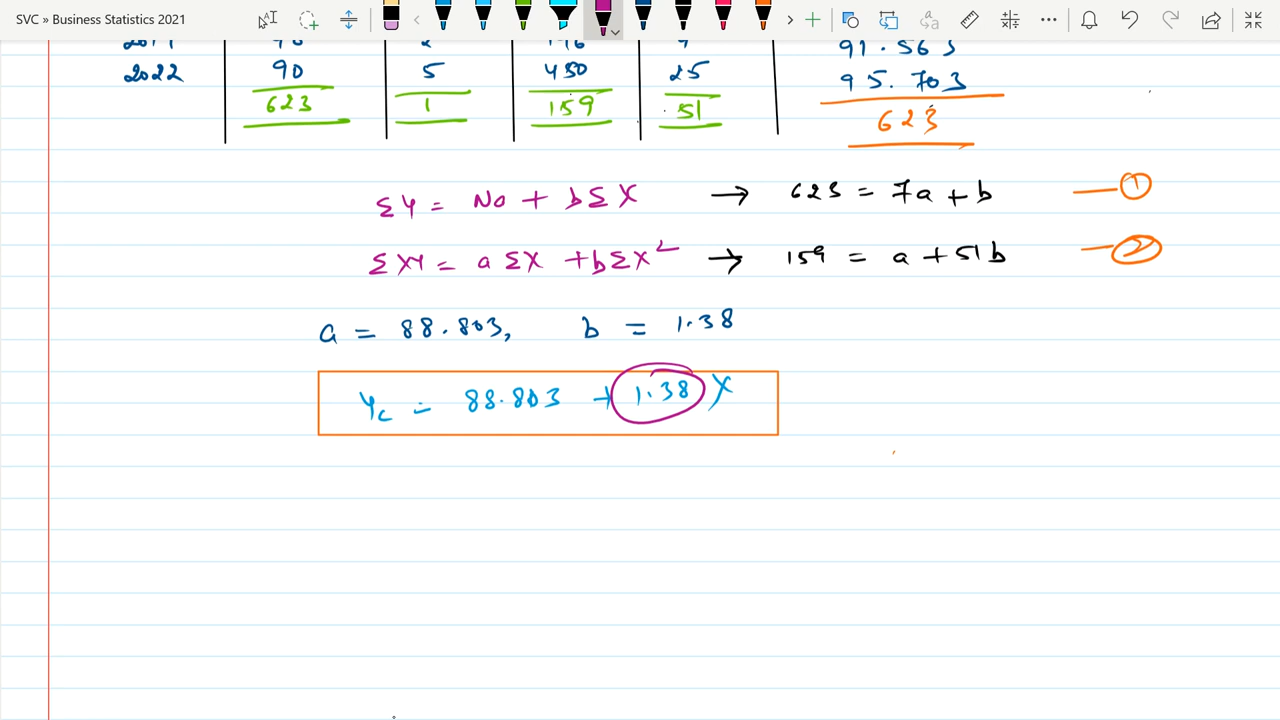 SVC » Business Statistics 2021
91.563
2022 90 5 450 25 95.703
623 1 159 51 623
ΣY = Na + bΣX → 623 = 7a + b —①
ΣXY = aΣX + bΣX² → 159 = a + 51b —②
a = 88.803, b = 1.38
Yc = 88.803 + 1.38 X